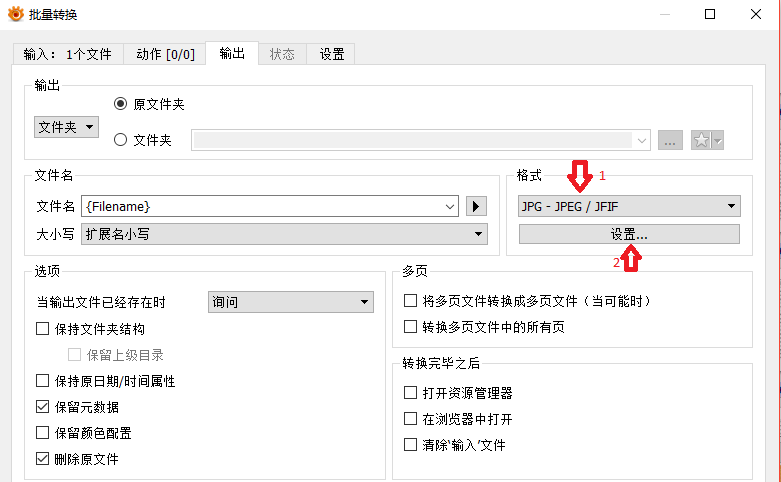 批量转换
输入： 1个文件 动作 [0/0] 输出 状态 设置
输出
文件夹
原文件夹
文件夹
...
文件名
文件名 {Filename}
大小写 扩展名小写
格式 1
JPG - JPEG / JFIF
设置...
2
选项
当输出文件已经存在时 询问
保持文件夹结构
保留上级目录
保持原日期/时间属性
保留元数据
保留颜色配置
删除原文件
多页
将多页文件转换成多页文件（当可能时）
转换多页文件中的所有页
转换完毕之后
打开资源管理器
在浏览器中打开
清除‘输入’文件